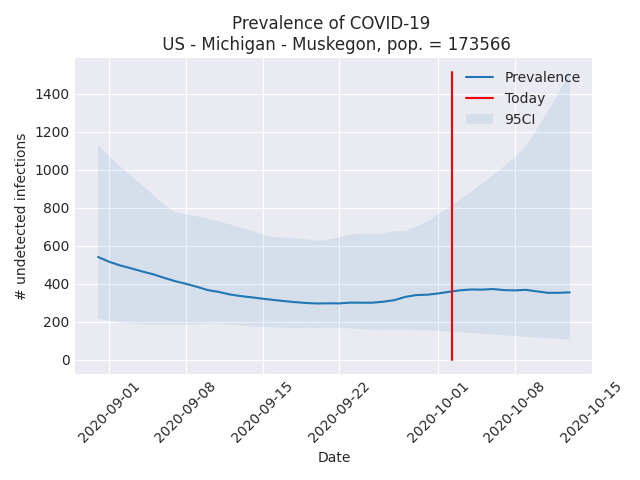 Prevalence of COVID-19
US - Michigan - Muskegon, pop. = 173566
Prevalence
Today
95CI
1400
1200
1000
800
600
400
200
0
# undetected infections
2020-09-01
2020-09-08
2020-09-15
2020-09-22
2020-10-01
2020-10-08
2020-10-15
Date